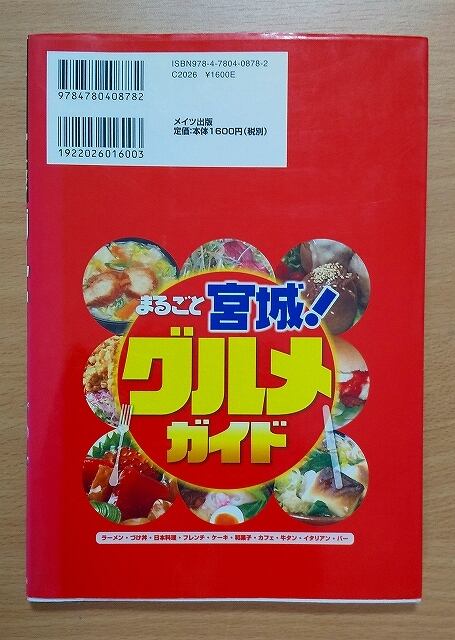 ISBN978-4-7804-0878-2
C2026 ¥1600E
9784780408782
メイツ出版
定価:本体1600円(税別)
1922026016003
まるごと 宮城!
グルメ
ガイド
ラーメン・づけ丼・日本料理・フレンチ・ケーキ・和菓子・カフェ・牛タン・イタリアン・バー